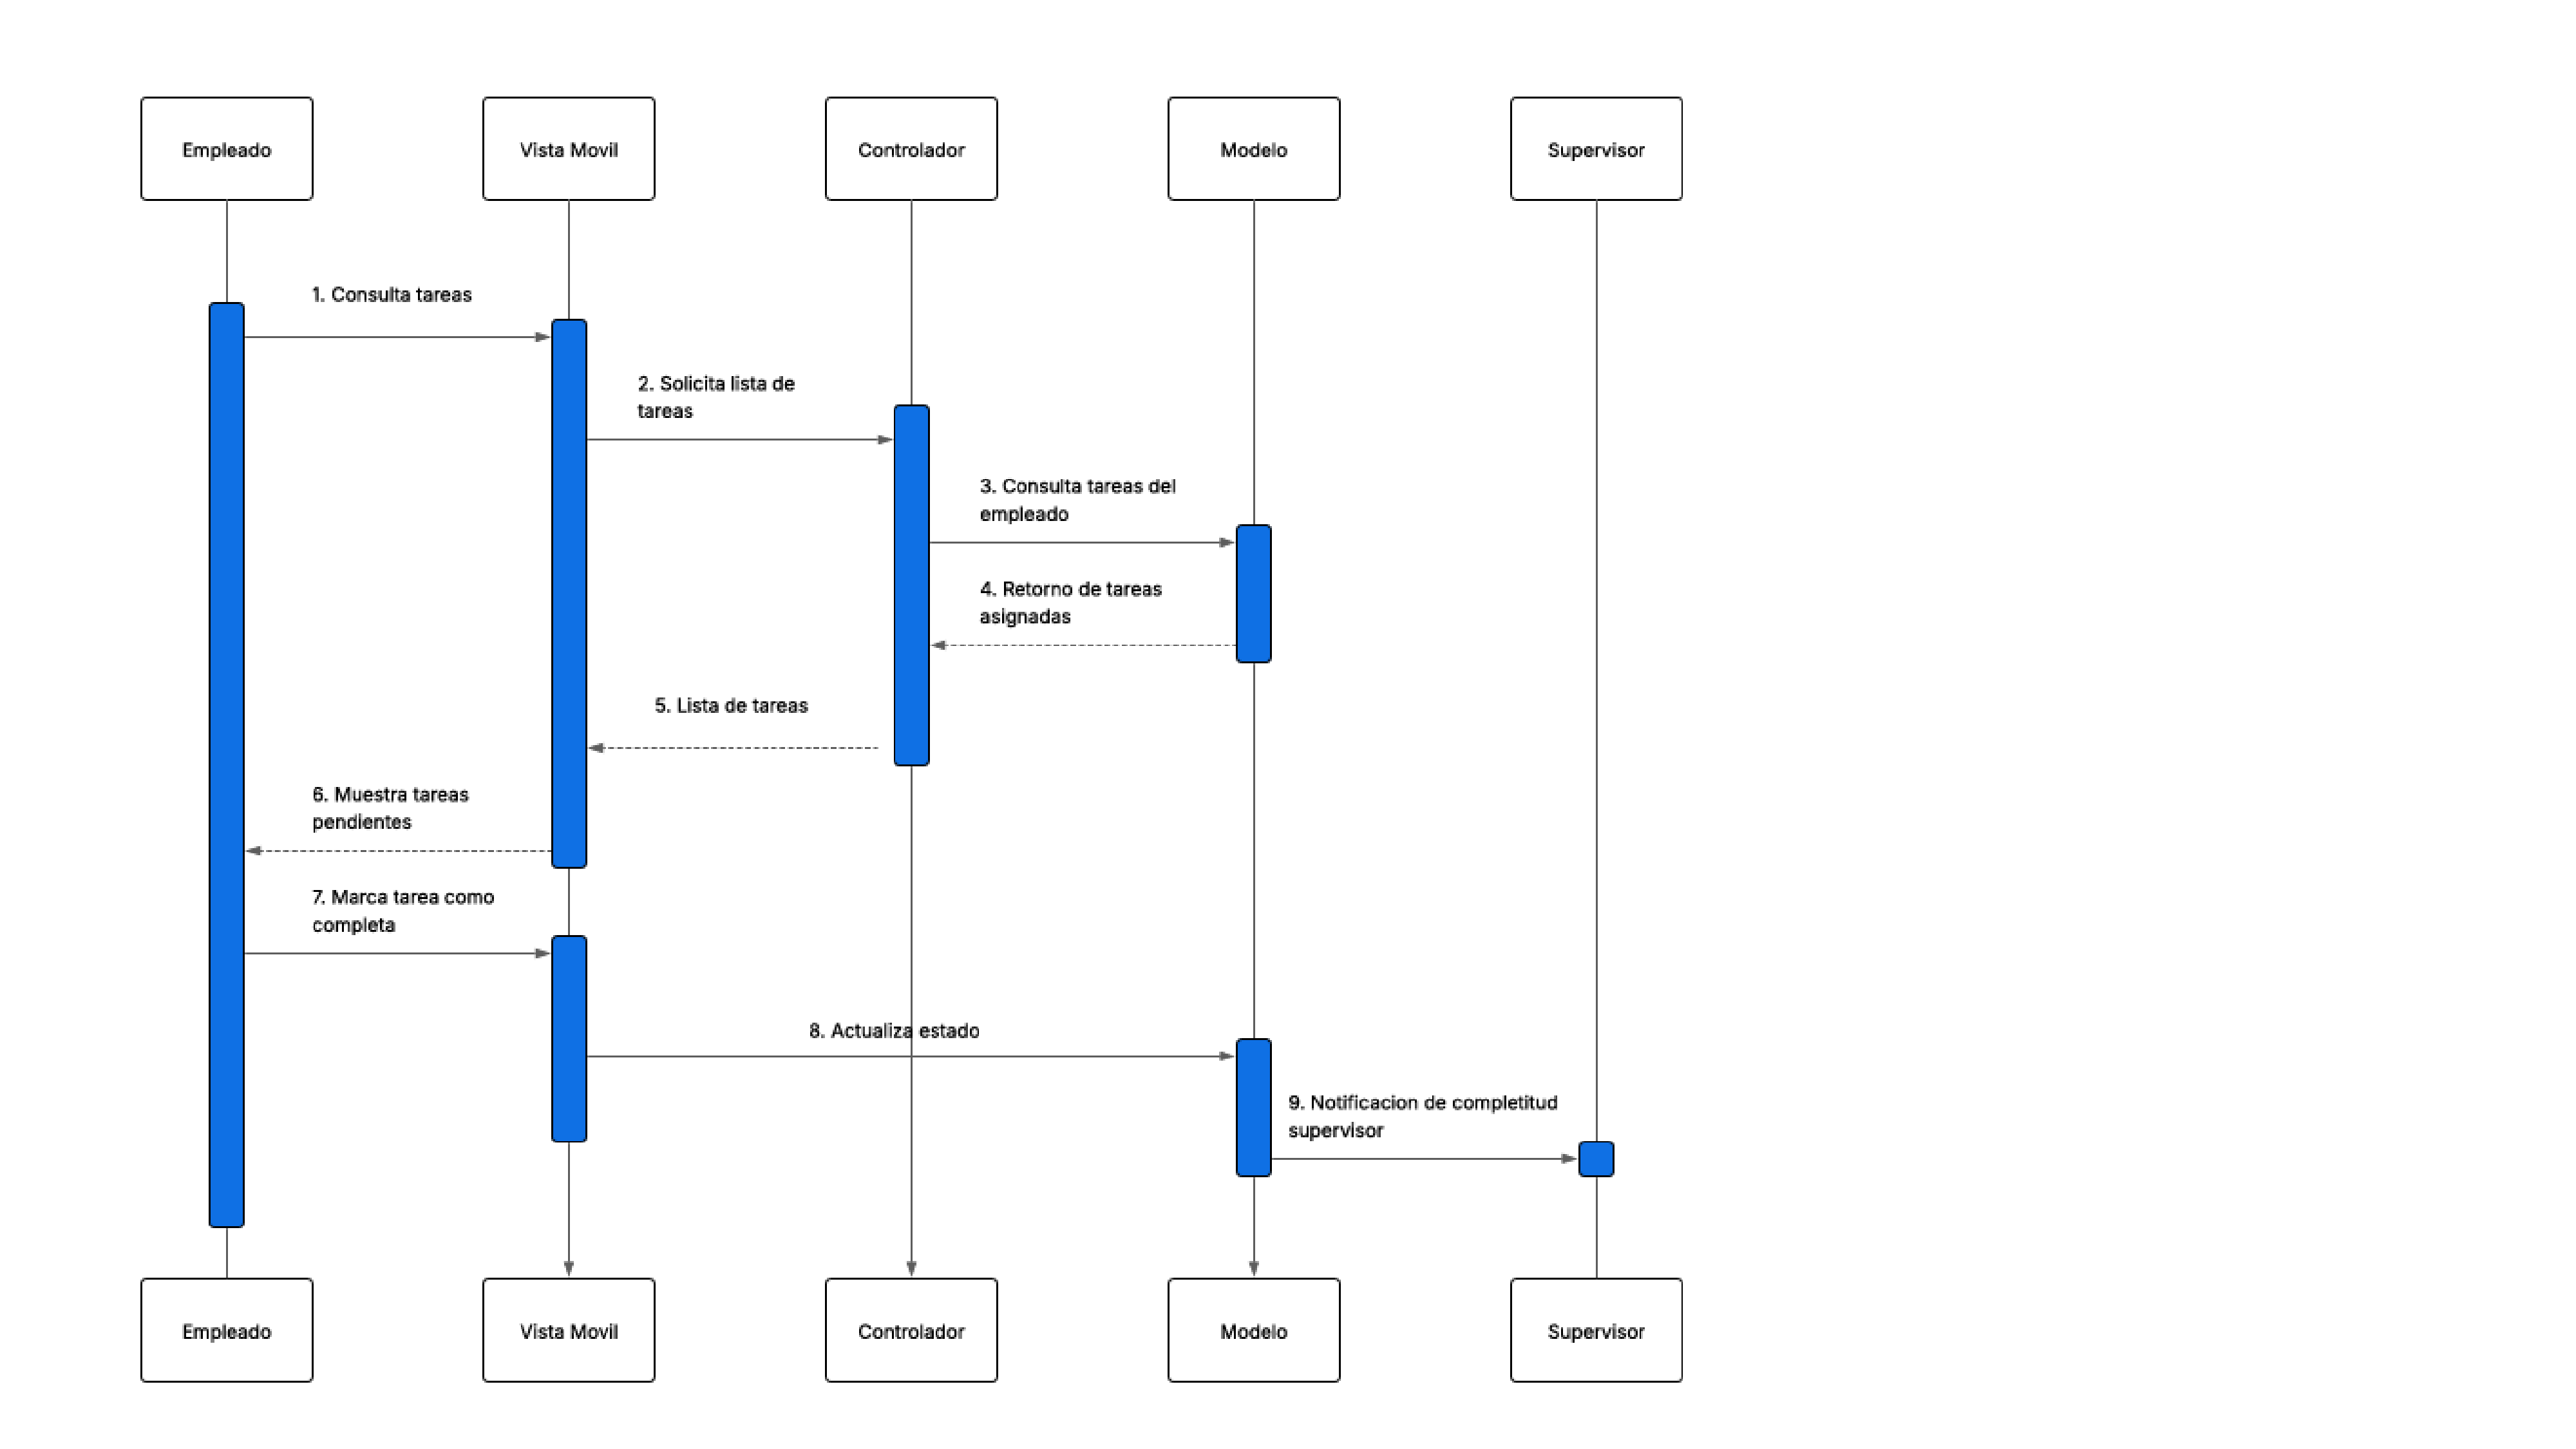 Empleado
Vista Movil
Controlador
Modelo
Supervisor
1. Consulta tareas
2. Solicita lista de
tareas
3. Consulta tareas del
empleado
4. Retorno de tareas
asignadas
5. Lista de tareas
6. Muestra tareas
pendientes
7. Marca tarea como
completa
8. Actualiza estado
9. Notificacion de completitud
supervisor
Empleado
Vista Movil
Controlador
Modelo
Supervisor